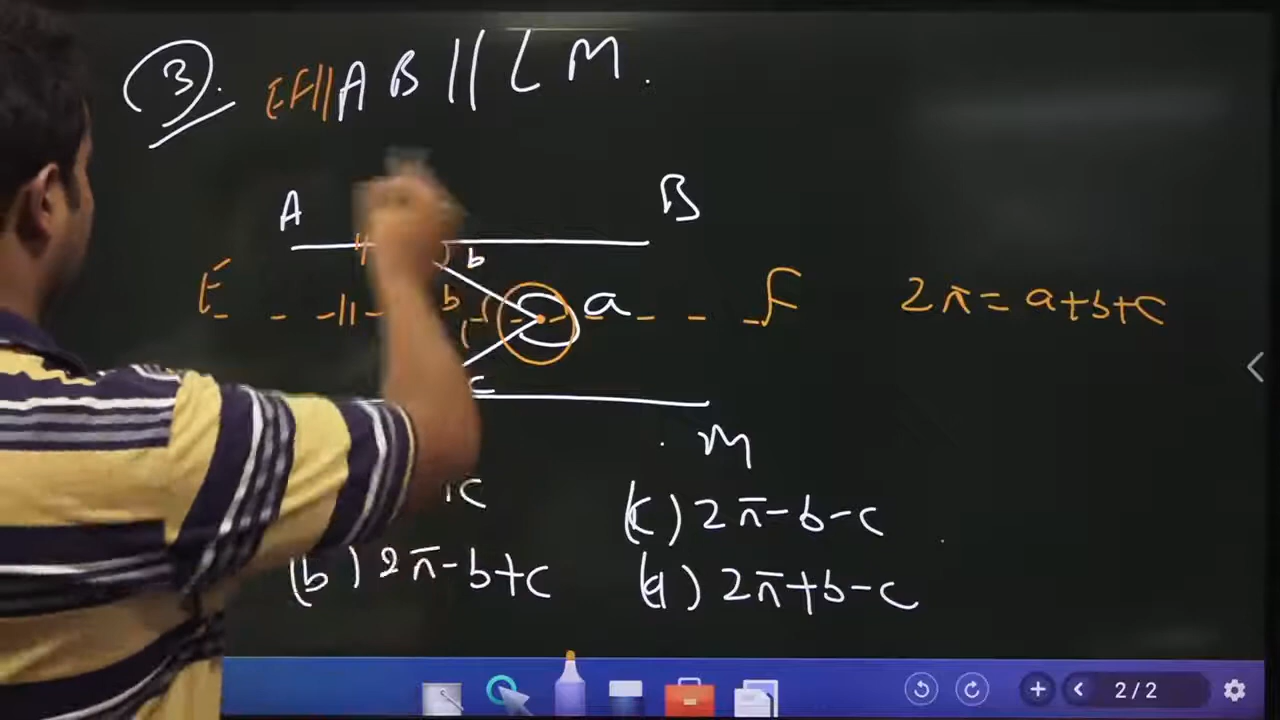 3. EF || AB || LM.
A B
b
E b a F 2π = a+b+c
c
M
c (c) 2π-b-c
(b) 2π-b+c (d) 2π+b-c
2/2